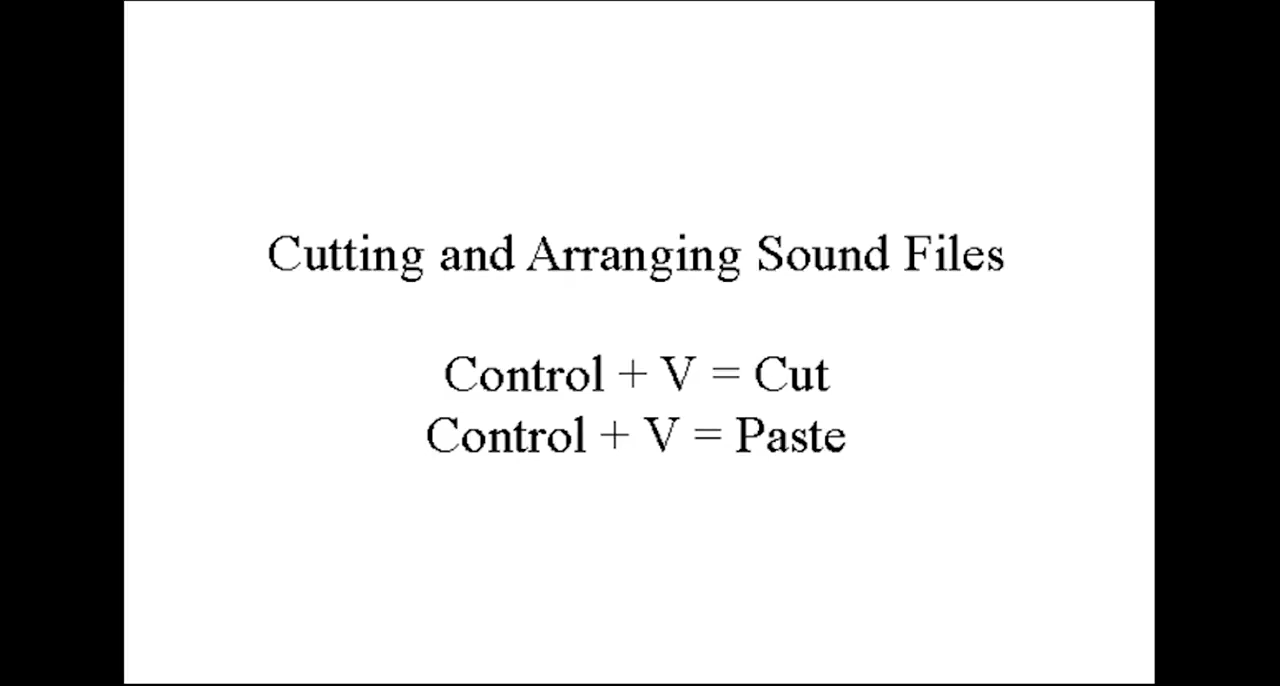 Cutting and Arranging Sound Files
Control + V = Cut
Control + V = Paste